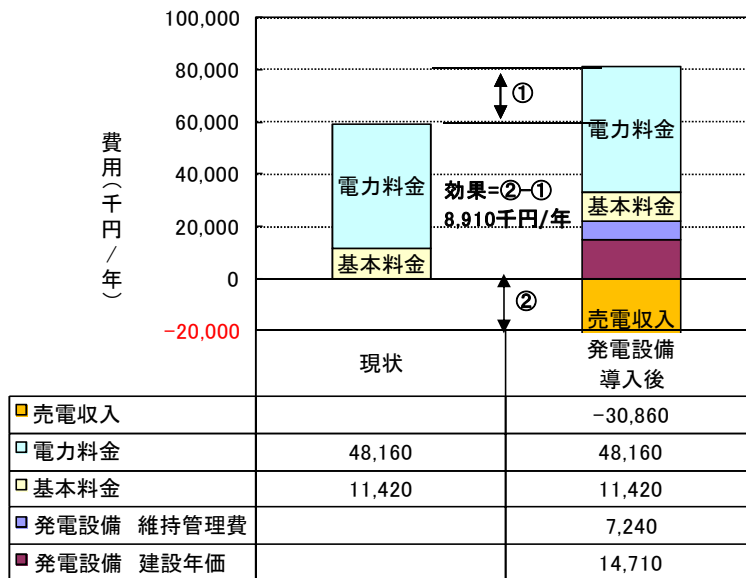 100,000
80,000
60,000
40,000
20,000
0
-20,000
費用(千円/年)
電力料金
基本料金
①
効果=②-①
8,910千円/年
②
電力料金
基本料金
売電収入
現状
発電設備
導入後
売電収入 -30,860
電力料金 48,160 48,160
基本料金 11,420 11,420
発電設備 維持管理費 7,240
発電設備 建設年価 14,710